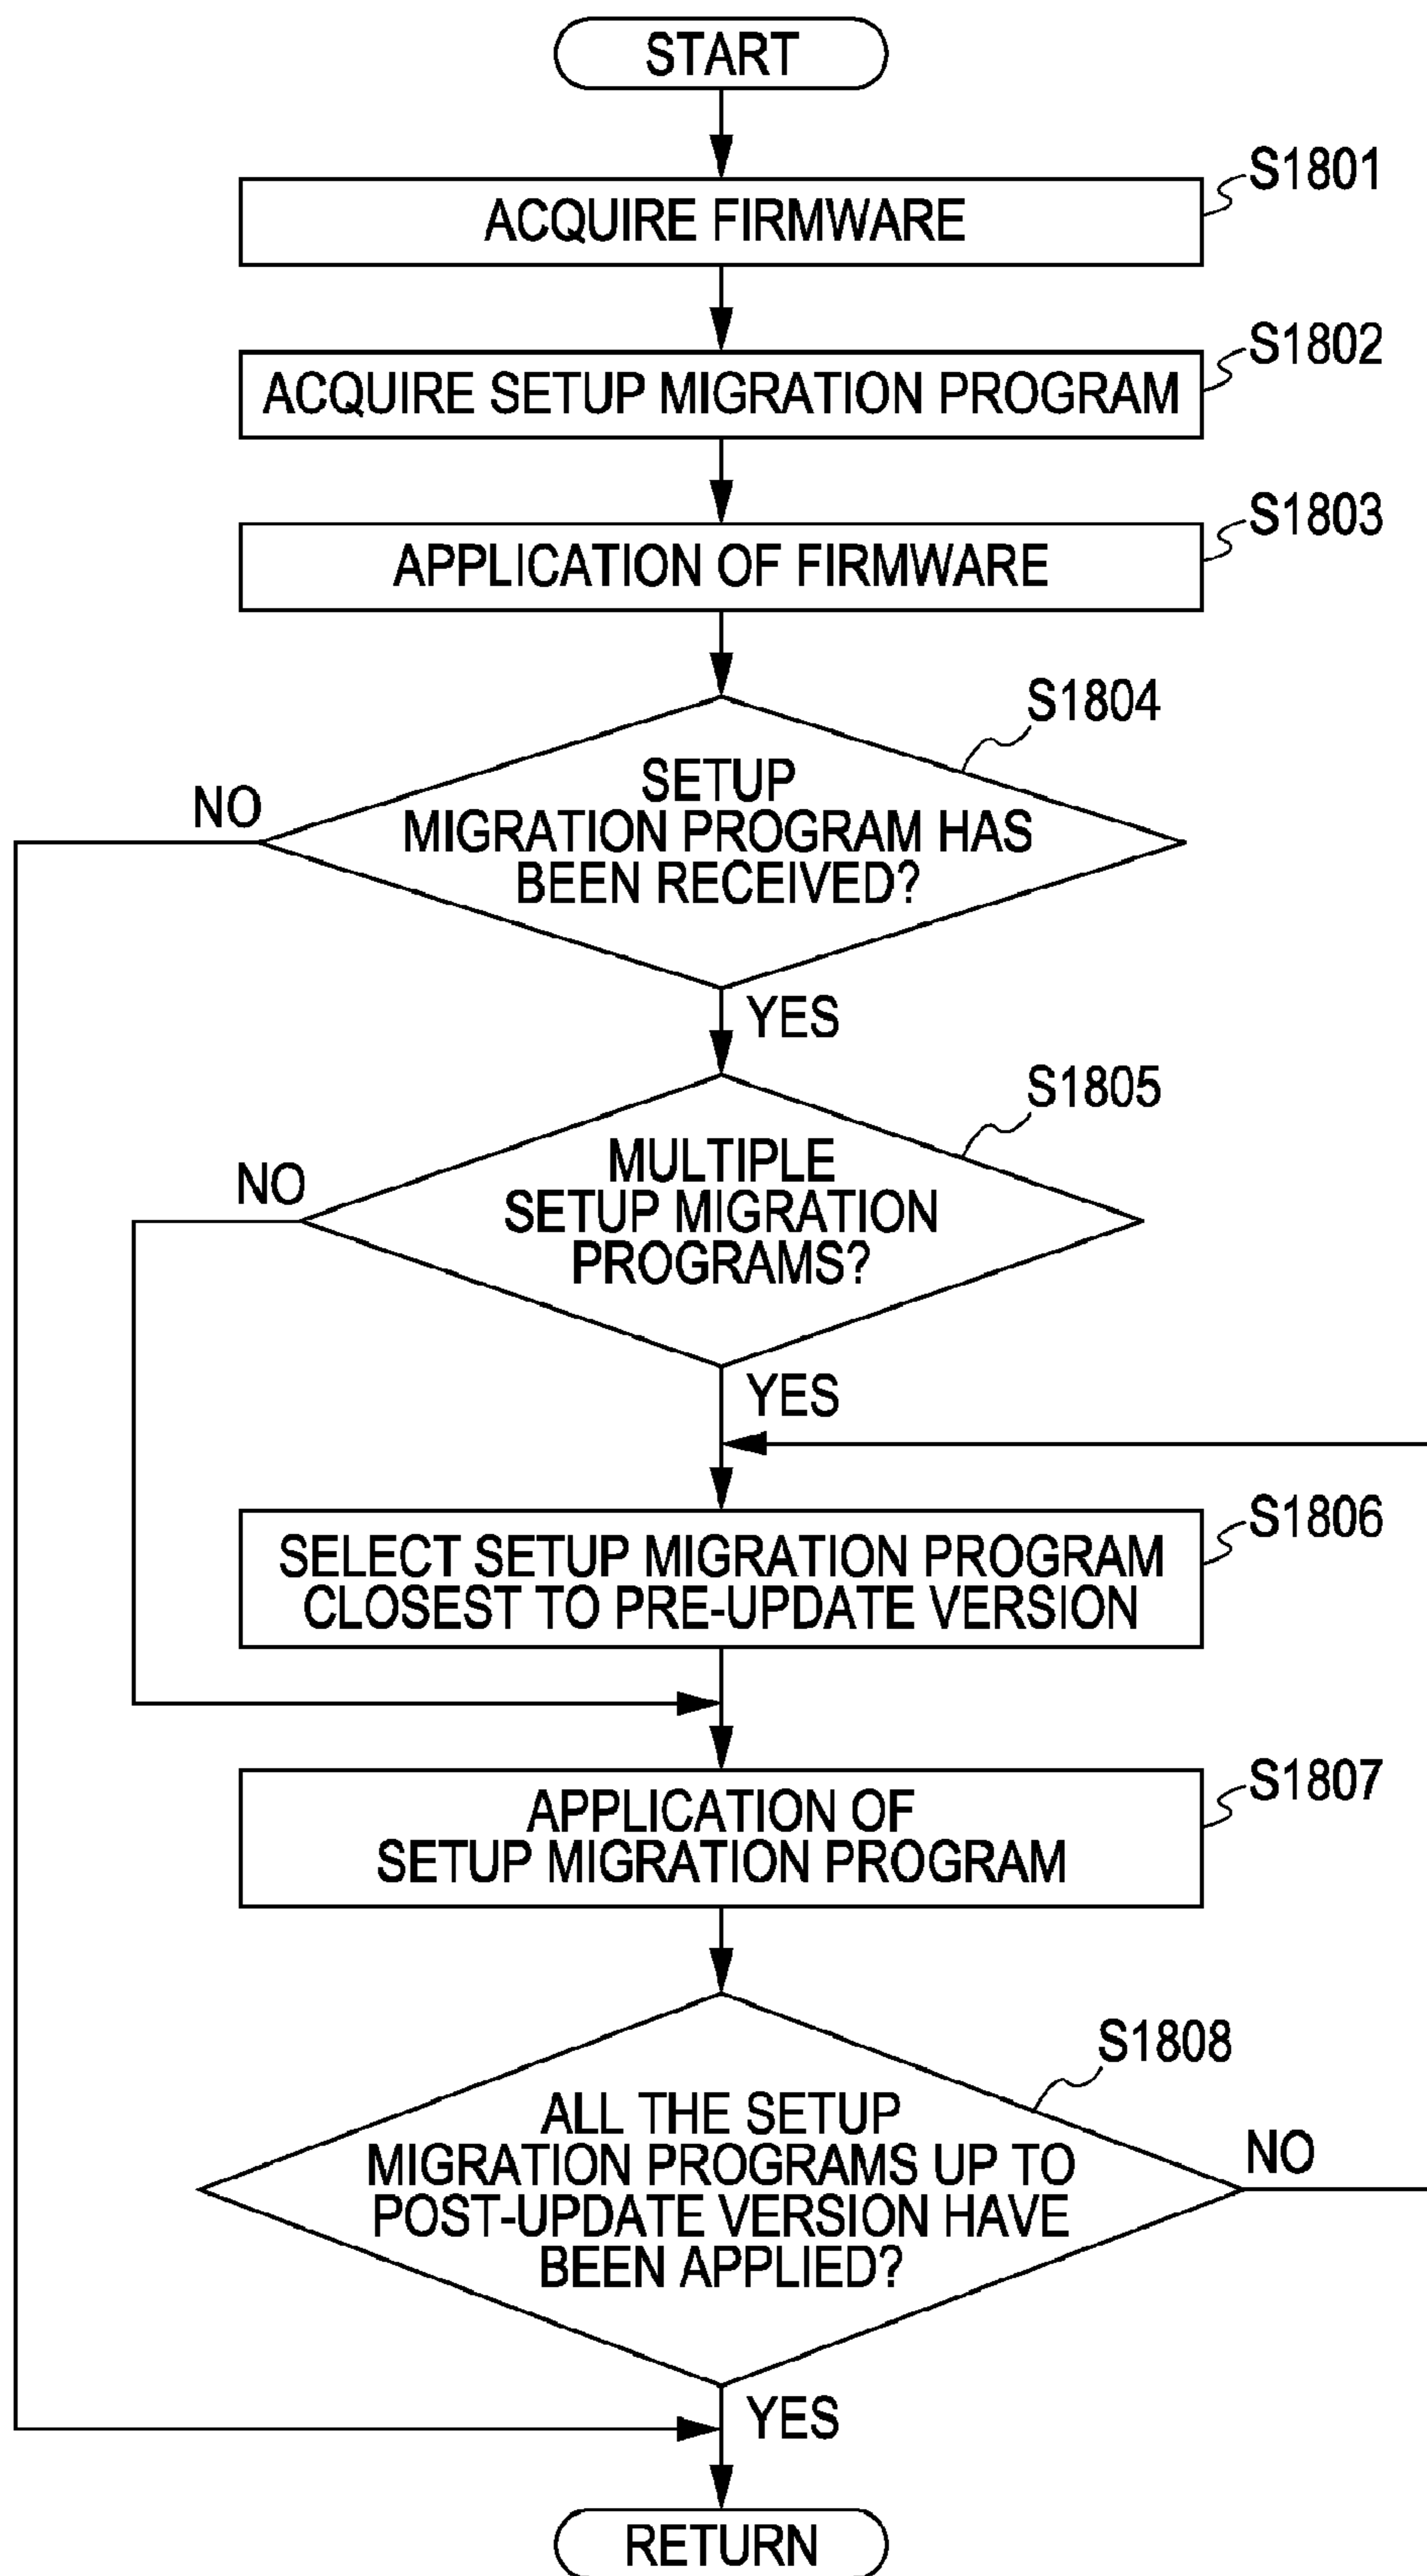 START
ACQUIRE FIRMWARE
S1801
ACQUIRE SETUP MIGRATION PROGRAM
S1802
APPLICATION OF FIRMWARE
S1803
S1804
SETUP
MIGRATION PROGRAM HAS
BEEN RECEIVED?
NO
YES
S1805
MULTIPLE
SETUP MIGRATION
PROGRAMS?
NO
YES
S1806
SELECT SETUP MIGRATION PROGRAM
CLOSEST TO PRE-UPDATE VERSION
S1807
APPLICATION OF
SETUP MIGRATION PROGRAM
S1808
ALL THE SETUP
MIGRATION PROGRAMS UP TO
POST-UPDATE VERSION HAVE
BEEN APPLIED?
NO
YES
RETURN